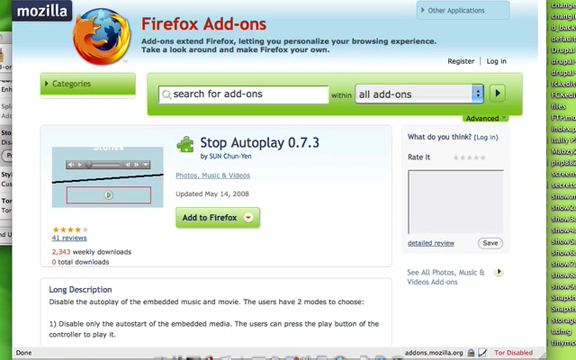 mozilla
Firefox Add-ons
Other Applications
Add-ons extend Firefox, letting you personalize your browsing experience.
Take a look around and make Firefox your own.
Register
Log in
Categories
search for add-ons
within
all add-ons
Advanced
Stop Autoplay 0.7.3
by SUN Chun-Yen
Photos, Music & Videos
Updated May 14, 2008
Add to Firefox
41 reviews
2,343 weekly downloads
0 total downloads
What do you think? (Log in)
Rate It
detailed review
Save
See All Photos, Music &
Videos Add-ons
Long Description
Disable the autoplay of the embedded music and movie. The users have 2 modes to choose:
1) Disable only the autostart of the embedded media. The users can press the play button of the
controller to play it.
Done
addons.mozilla.org
Tor Disabled